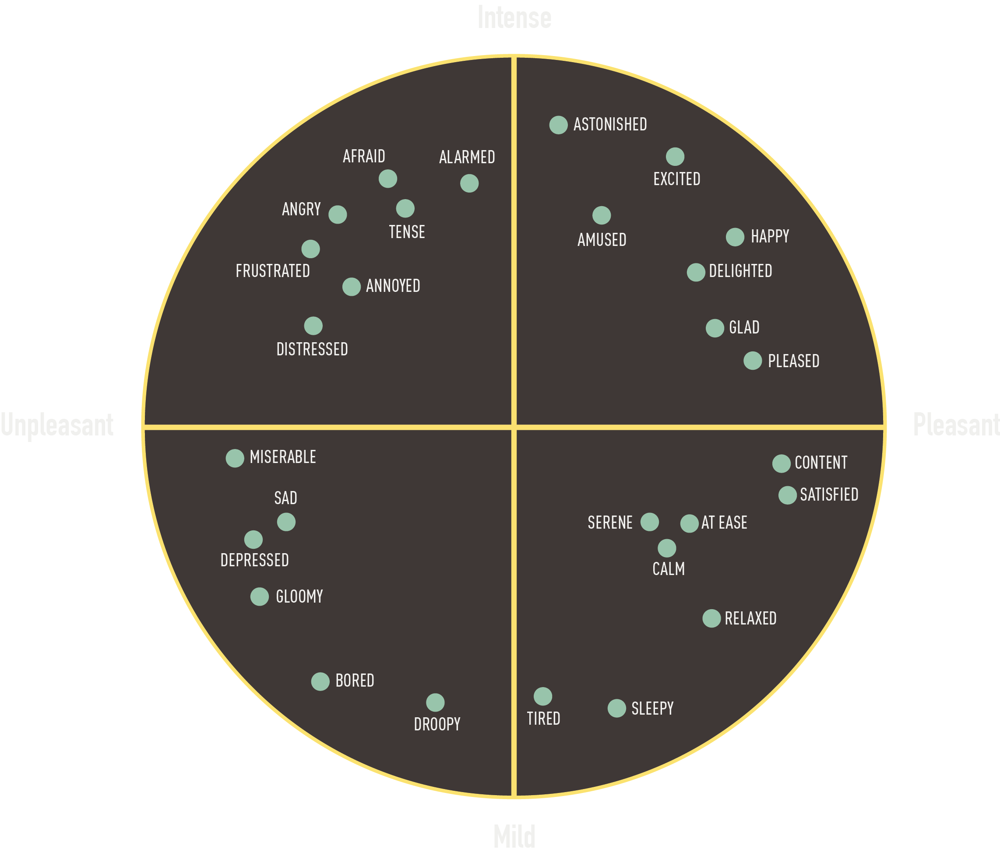 Intense
ASTONISHED
AFRAID
ALARMED
EXCITED
ANGRY
TENSE
AMUSED
HAPPY
FRUSTRATED
DELIGHTED
ANNOYED
GLAD
DISTRESSED
PLEASED
Unpleasant
Pleasant
MISERABLE
CONTENT
SAD
SATISFIED
SERENE
AT EASE
DEPRESSED
CALM
GLOOMY
RELAXED
BORED
DROOPY
TIRED
SLEEPY
Mild